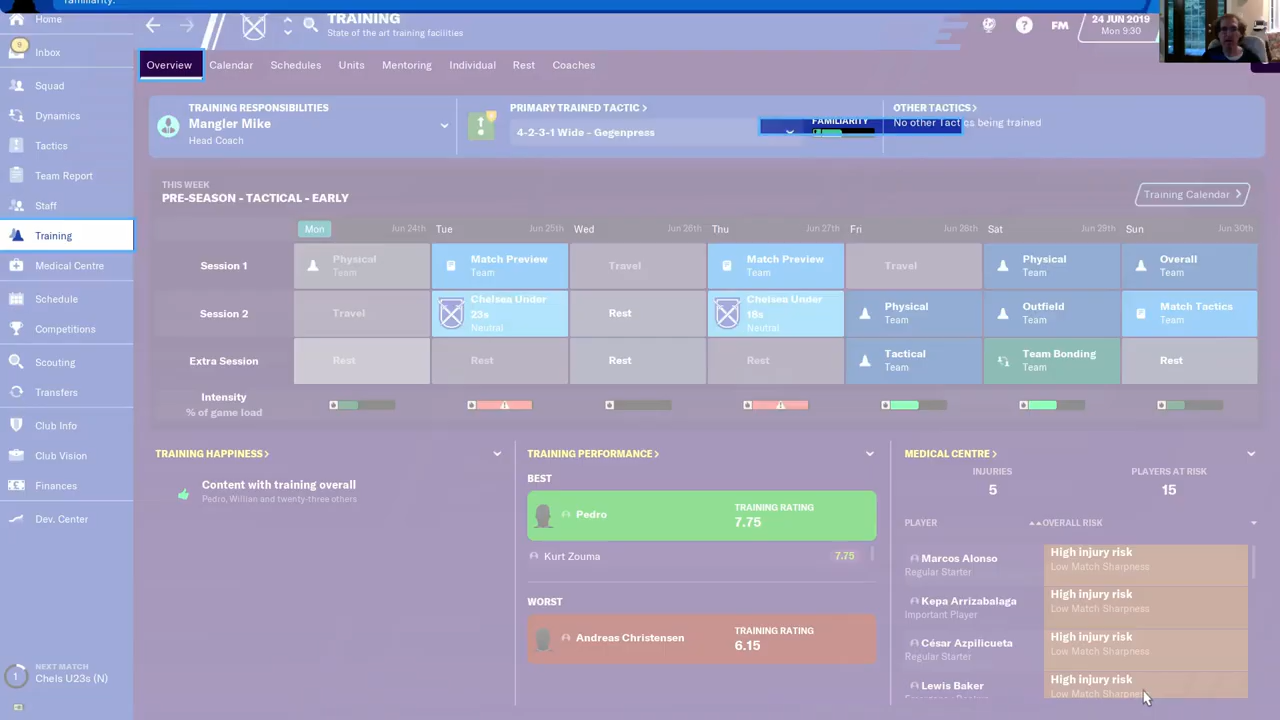 familiarity.
Home
TRAINING
State of the art training facilities
FM
24 JUN 2019
Mon 9:30
9
Inbox
Squad
Dynamics
Tactics
Team Report
Staff
Training
Medical Centre
Schedule
Competitions
Scouting
Transfers
Club Info
Club Vision
Finances
Dev. Center
1
NEXT MATCH
Chels U23s (N)
Overview
Calendar
Schedules
Units
Mentoring
Individual
Rest
Coaches
TRAINING RESPONSIBILITIES
Mangler Mike
Head Coach
PRIMARY TRAINED TACTIC >
4-2-3-1 Wide - Gegenpress
FAMILIARITY
OTHER TACTICS >
No other Tactics being trained
THIS WEEK
PRE-SEASON - TACTICAL - EARLY
Training Calendar >
Mon Jun 24th Tue Jun 25th Wed Jun 26th Thu Jun 27th Fri Jun 28th Sat Jun 29th Sun Jun 30th
Session 1
Physical
Team
Match Preview
Team
Travel
Match Preview
Team
Travel
Physical
Team
Overall
Team
Session 2
Travel
Chelsea Under
23s
Neutral
Rest
Chelsea Under
18s
Neutral
Physical
Team
Outfield
Team
Match Tactics
Team
Extra Session
Rest
Rest
Rest
Rest
Tactical
Team
Team Bonding
Team
Rest
Intensity
% of game load
TRAINING HAPPINESS >
Content with training overall
Pedro, Willian and twenty-three others
TRAINING PERFORMANCE >
BEST
Pedro
TRAINING RATING
7.75
Kurt Zouma 7.75
WORST
Andreas Christensen
TRAINING RATING
6.15
MEDICAL CENTRE >
INJURIES
5
PLAYERS AT RISK
15
PLAYER
OVERALL RISK
Marcos Alonso
Regular Starter
High injury risk
Low Match Sharpness
Kepa Arrizabalaga
Important Player
High injury risk
Low Match Sharpness
César Azpilicueta
Regular Starter
High injury risk
Low Match Sharpness
Lewis Baker
High injury risk
Low Match Sharpness